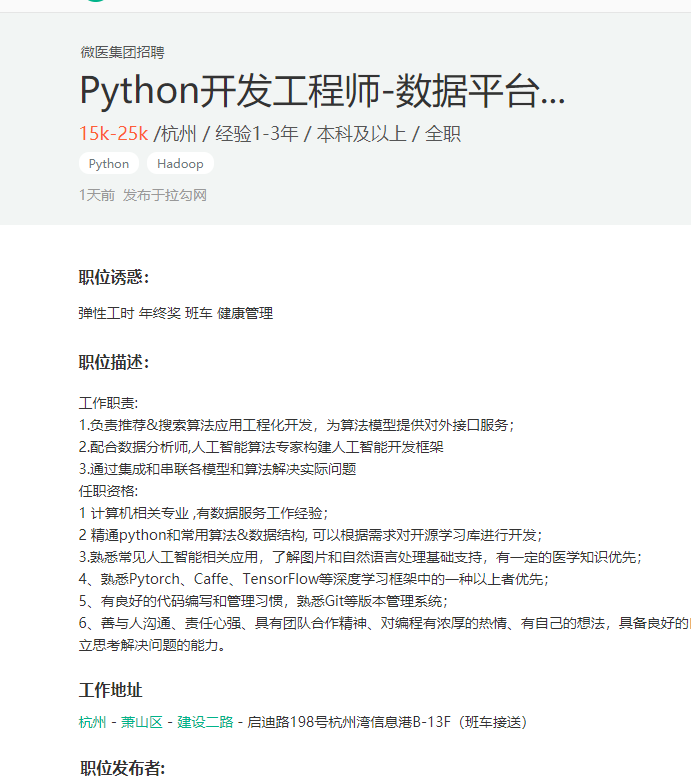 微医集团招聘
Python开发工程师-数据平台...
15k-25k /杭州 / 经验1-3年 / 本科及以上 / 全职
Python Hadoop
1天前 发布于拉勾网
职位诱惑：
弹性工时 年终奖 班车 健康管理
职位描述：
工作职责:
1.负责推荐&搜索算法应用工程化开发，为算法模型提供对外接口服务；
2.配合数据分析师,人工智能算法专家构建人工智能开发框架
3.通过集成和串联各模型和算法解决实际问题
任职资格:
1 计算机相关专业 ,有数据服务工作经验；
2 精通python和常用算法&数据结构, 可以根据需求对开源学习库进行开发；
3.熟悉常见人工智能相关应用，了解图片和自然语言处理基础支持，有一定的医学知识优先；
4、熟悉Pytorch、Caffe、TensorFlow等深度学习框架中的一种以上者优先；
5、有良好的代码编写和管理习惯，熟悉Git等版本管理系统；
6、善与人沟通、责任心强、具有团队合作精神、对编程有浓厚的热情、有自己的想法，具备良好的
立思考解决问题的能力。
工作地址
杭州 - 萧山区 - 建设二路 - 启迪路198号杭州湾信息港B-13F（班车接送）
职位发布者: